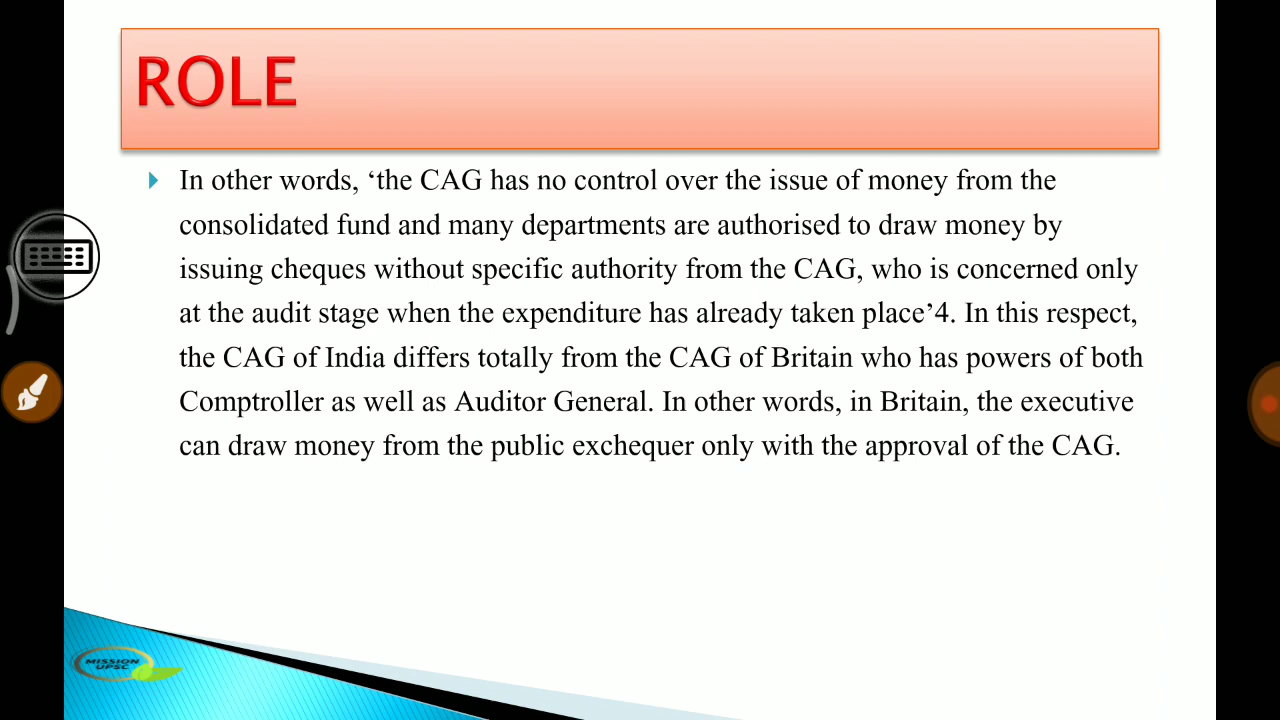 ROLE
In other words, ‘the CAG has no control over the issue of money from the
consolidated fund and many departments are authorised to draw money by
issuing cheques without specific authority from the CAG, who is concerned only
at the audit stage when the expenditure has already taken place’4. In this respect,
the CAG of India differs totally from the CAG of Britain who has powers of both
Comptroller as well as Auditor General. In other words, in Britain, the executive
can draw money from the public exchequer only with the approval of the CAG.
MISSION
UPSC